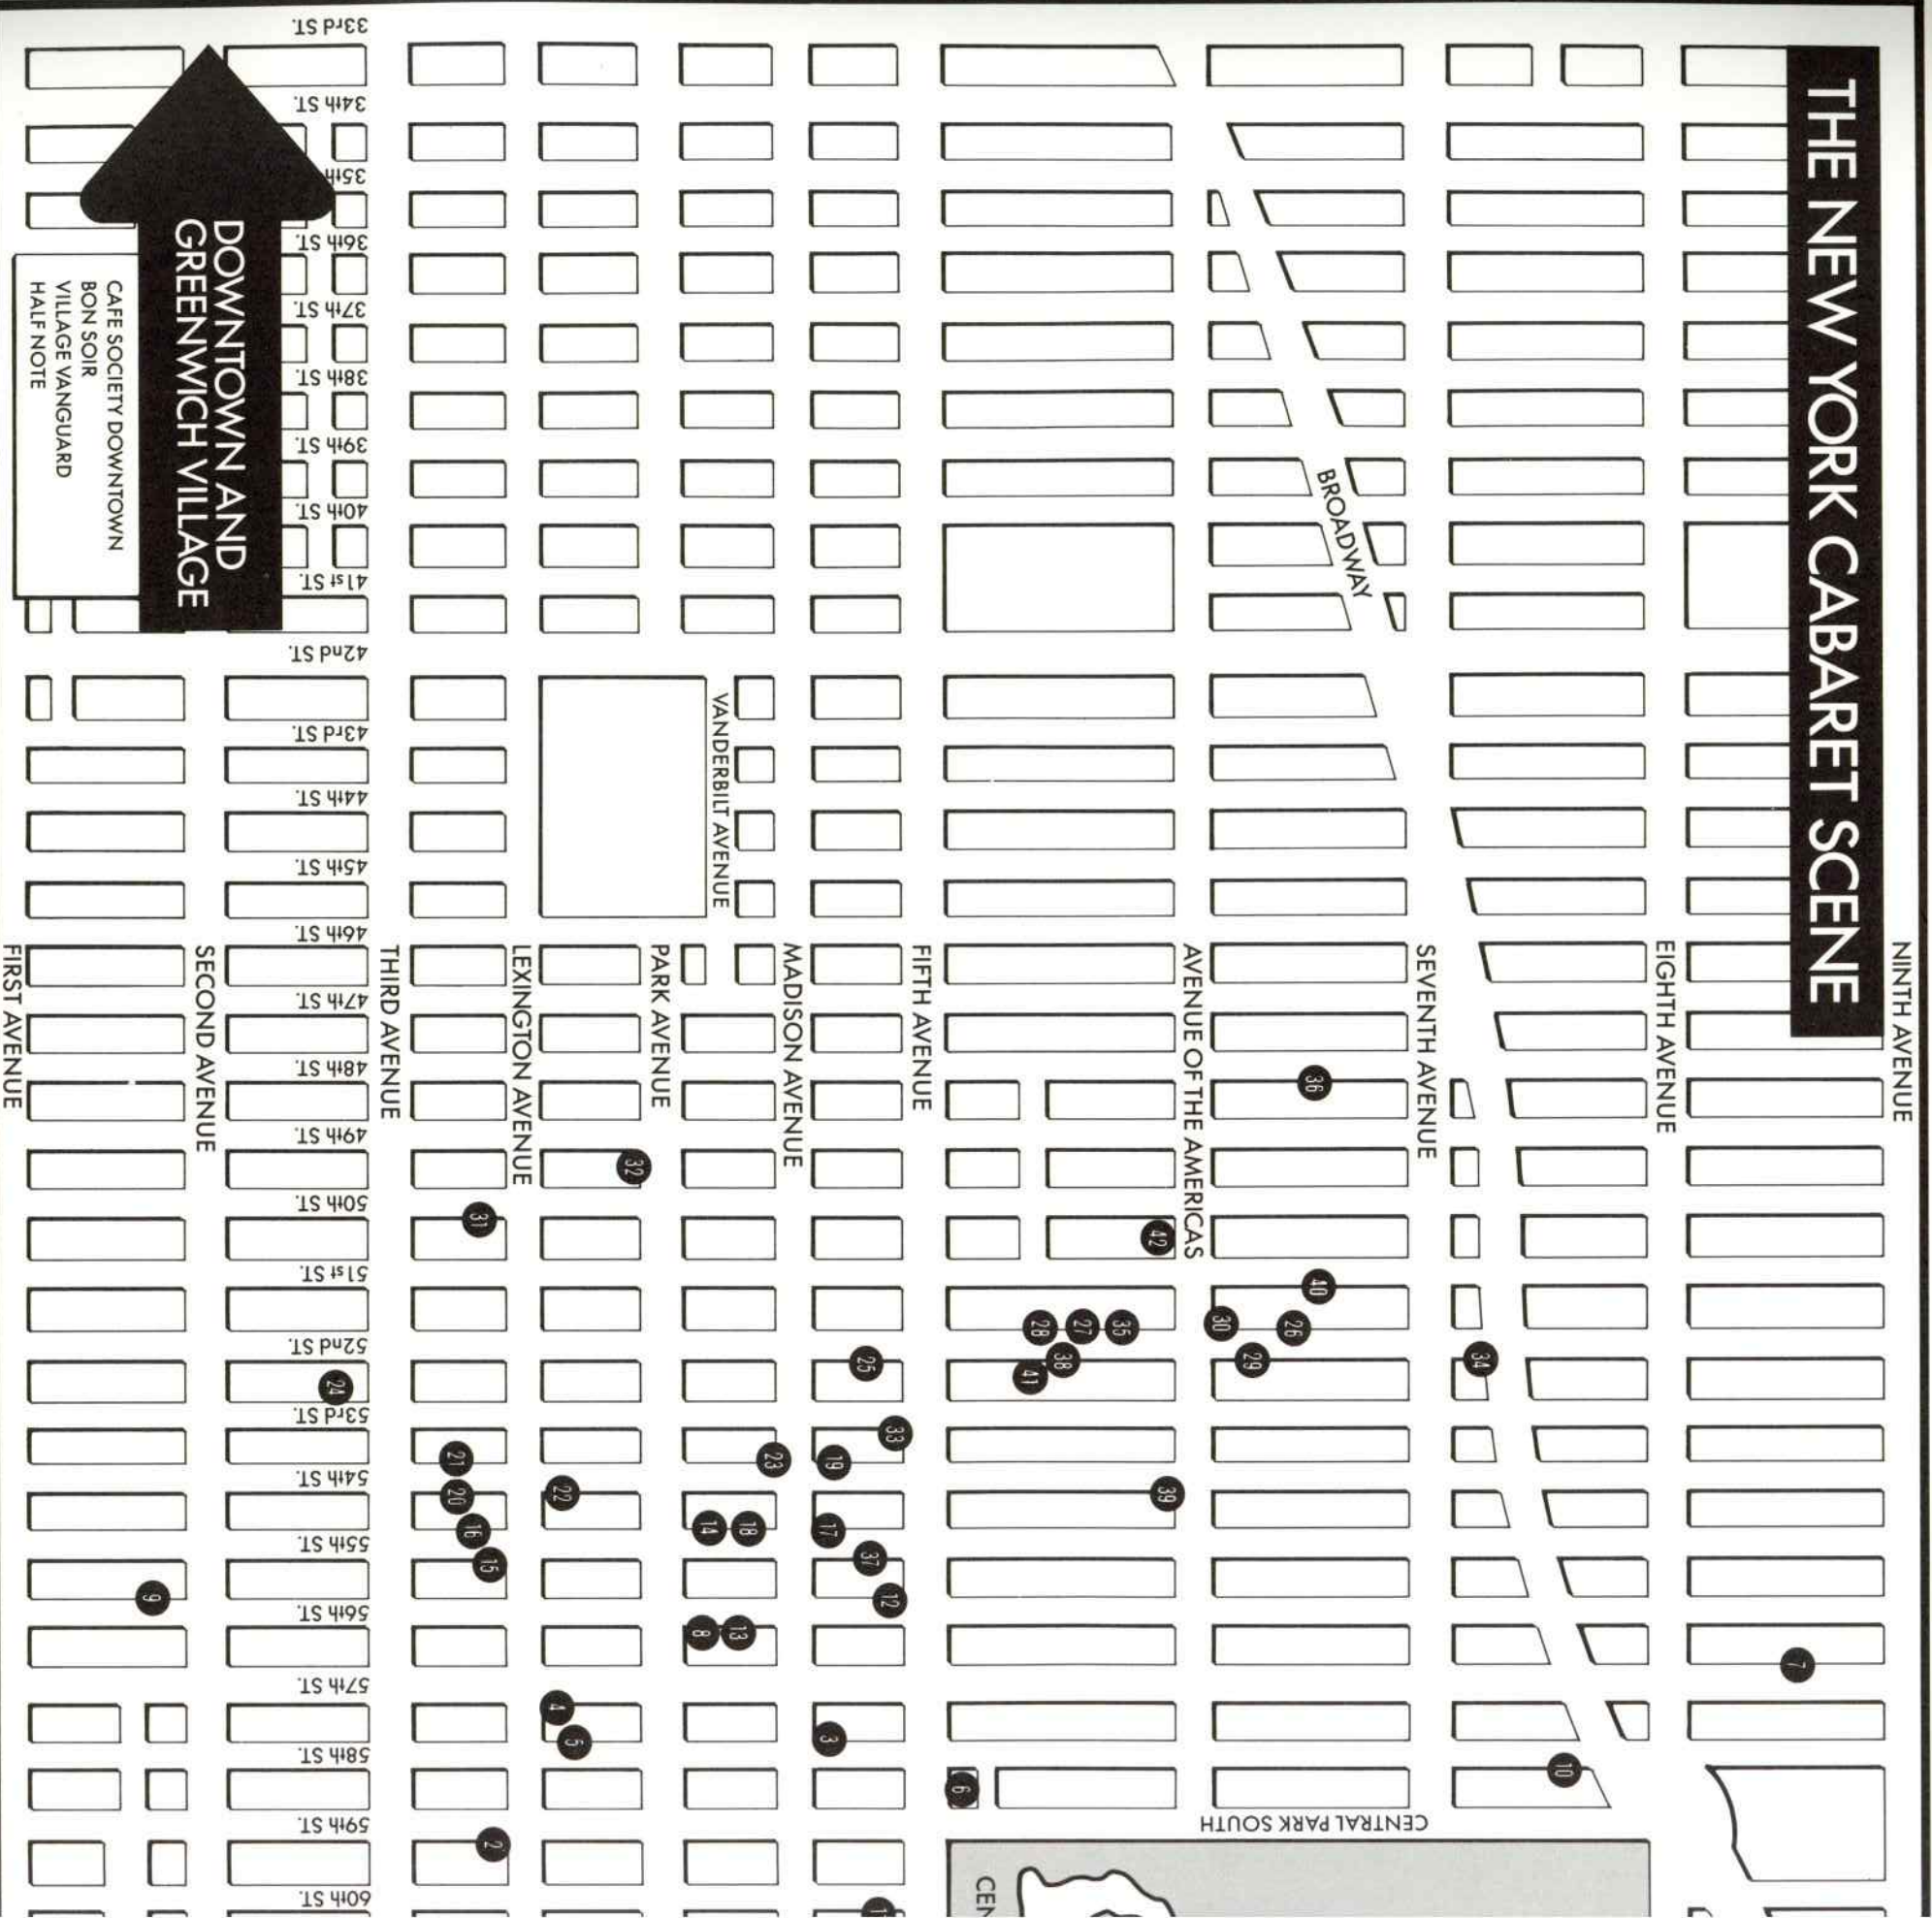 THE NEW YORK CABARET SCENE
DOWNTOWN AND
GREENWICH VILLAGE
CAFE SOCIETY DOWNTOWN
BON SOIR
VILLAGE VANGUARD
HALF NOTE
33rd ST.
34th ST.
35th
36th ST.
37th ST.
38th ST.
39th ST.
40th ST.
41st ST.
42nd ST.
43rd ST.
44th ST.
45th ST.
46th ST.
47th ST.
48th ST.
49th ST.
50th ST.
51st ST.
52nd ST.
53rd ST.
54th ST.
55th ST.
56th ST.
57th ST.
58th ST.
59th ST.
60th ST.
BROADWAY
VANDERBILT AVENUE
FIRST AVENUE
SECOND AVENUE
THIRD AVENUE
LEXINGTON AVENUE
PARK AVENUE
MADISON AVENUE
FIFTH AVENUE
AVENUE OF THE AMERICAS
SEVENTH AVENUE
EIGHTH AVENUE
NINTH AVENUE
CENTRAL PARK SOUTH
CEN
36
32
31
42
40
30
26
28
27
35
29
34
25
38
41
24
33
21
23
19
20
22
39
16
14
18
17
15
37
9
12
8
13
7
4
5
3
10
6
2